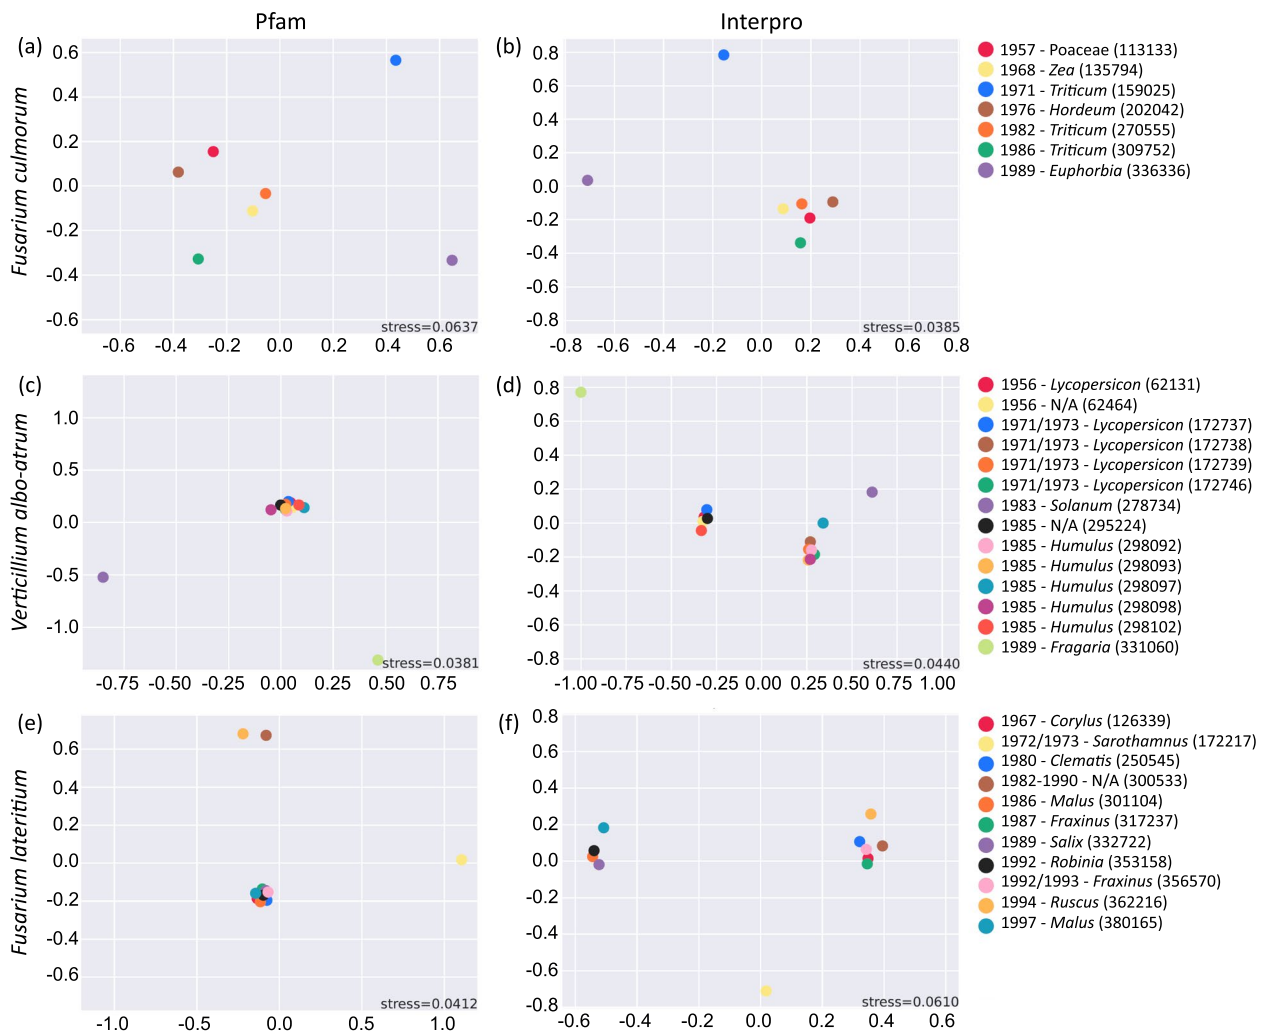 Pfam
Interpro
(a)
0.6
0.4
0.2
0.0
-0.2
-0.4
-0.6
Fusarium culmorum
stress=0.0637
-0.6
-0.4
-0.2
0.0
0.2
0.4
0.6
(b)
0.8
0.6
0.4
0.2
0.0
-0.2
-0.4
-0.6
-0.8
stress=0.0385
-0.8
-0.6
-0.4
-0.2
0.0
0.2
0.4
0.6
0.8
1957 - Poaceae (113133)
1968 - Zea (135794)
1971 - Triticum (159025)
1976 - Hordeum (202042)
1982 - Triticum (270555)
1986 - Triticum (309752)
1989 - Euphorbia (336336)
(c)
1.0
0.5
0.0
-0.5
-1.0
Verticillium albo-atrum
stress=0.0381
-0.75
-0.50
-0.25
0.00
0.25
0.50
0.75
(d)
0.8
0.6
0.4
0.2
0.0
-0.2
-0.4
-0.6
-0.8
stress=0.0440
-1.00
-0.75
-0.50
-0.25
0.00
0.25
0.50
0.75
1.00
1956 - Lycopersicon (62131)
1956 - N/A (62464)
1971/1973 - Lycopersicon (172737)
1971/1973 - Lycopersicon (172738)
1971/1973 - Lycopersicon (172739)
1971/1973 - Lycopersicon (172746)
1983 - Solanum (278734)
1985 - N/A (295224)
1985 - Humulus (298092)
1985 - Humulus (298093)
1985 - Humulus (298097)
1985 - Humulus (298098)
1985 - Humulus (298102)
1989 - Fragaria (331060)
(e)
0.6
0.4
0.2
0.0
-0.2
-0.4
-0.6
Fusarium lateritium
stress=0.0412
-1.0
-0.5
0.0
0.5
1.0
(f)
0.8
0.6
0.4
0.2
0.0
-0.2
-0.4
-0.6
-0.8
stress=0.0610
-0.6
-0.4
-0.2
0.0
0.2
0.4
0.6
1967 - Corylus (126339)
1972/1973 - Sarothamnus (172217)
1980 - Clematis (250545)
1982-1990 - N/A (300533)
1986 - Malus (301104)
1987 - Fraxinus (317237)
1989 - Salix (332722)
1992 - Robinia (353158)
1992/1993 - Fraxinus (356570)
1994 - Ruscus (362216)
1997 - Malus (380165)